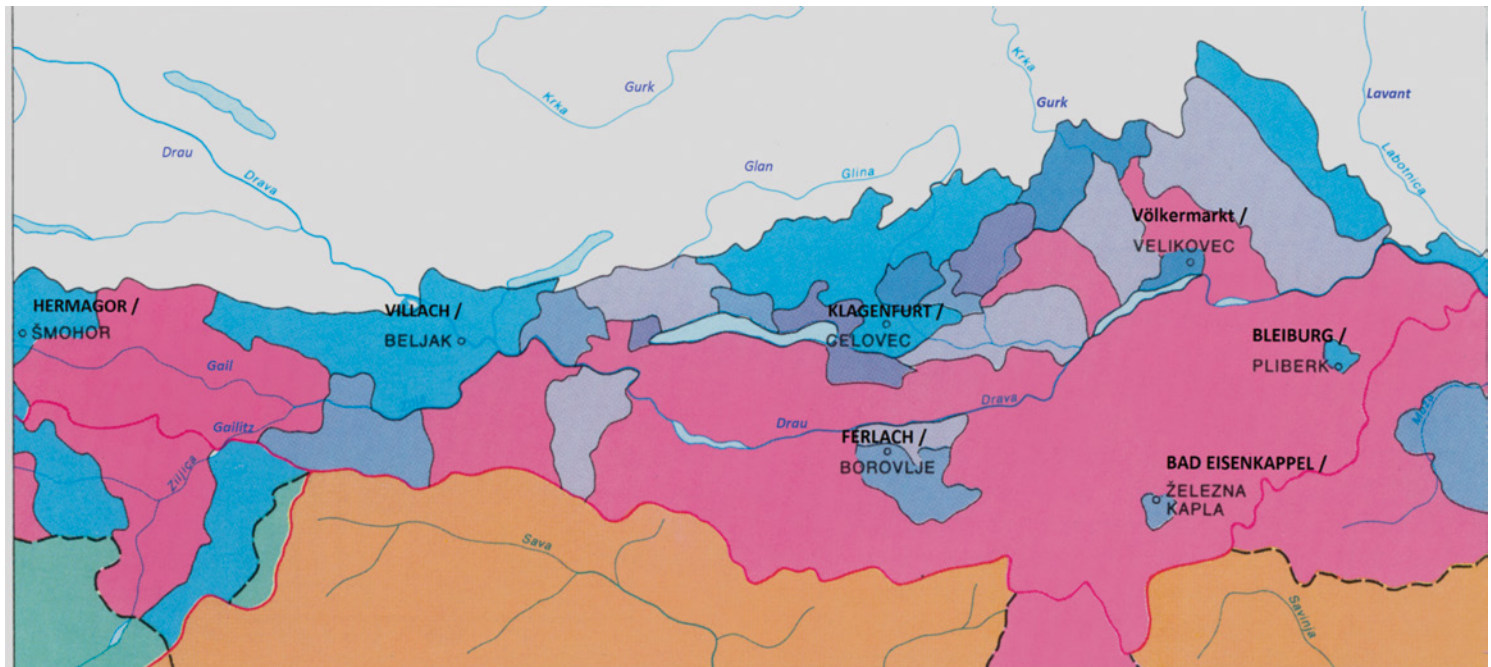 Krka
Gurk
Krka
Gurk
Lavant
Labotnica
Drau
Drava
Glan
Glina
HERMAGOR /
ŠMOHOR
VILLACH /
BELJAK
KLAGENFURT /
CELOVEC
Völkermarkt /
VELIKOVEC
BLEIBURG /
PLIBERK
Gail
Gailitz
Ziljica
Drau
Drava
FERLACH /
BOROVLJE
BAD EISENKAPPEL /
ŽELEZNA
KAPLA
Meža
Sava
Savinja